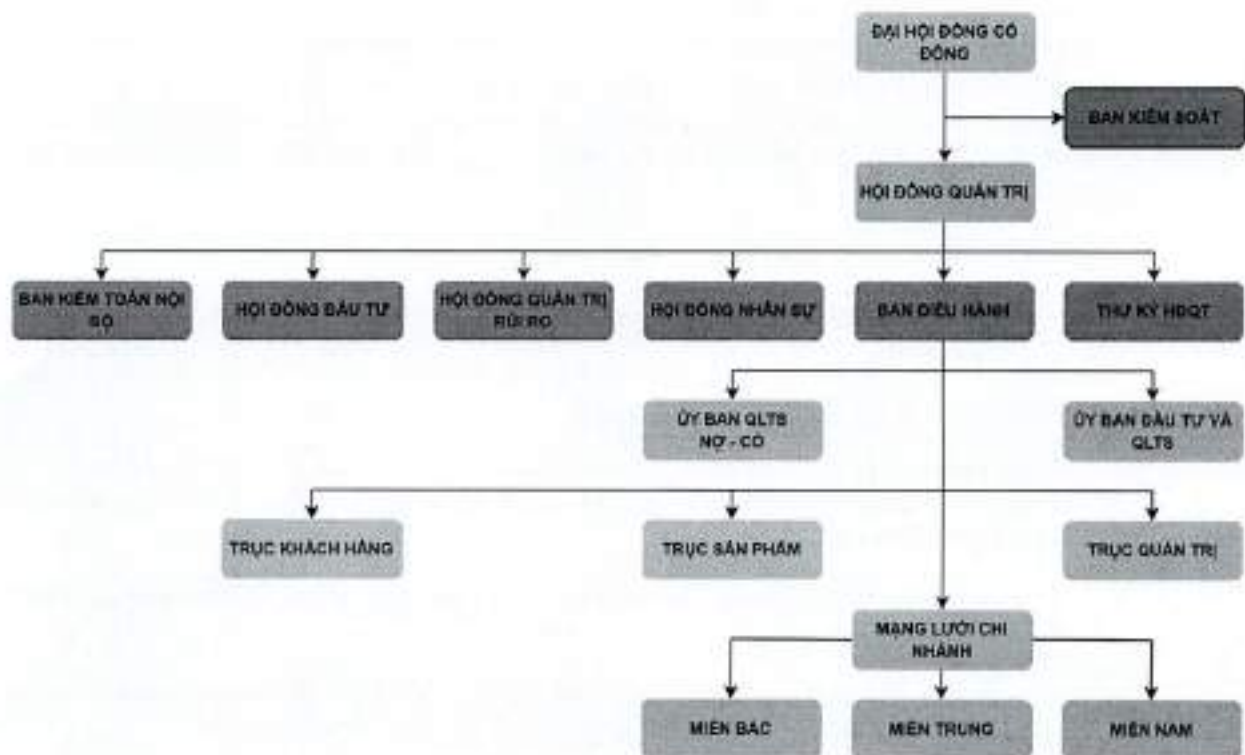 ĐẠI HỘI ĐỒNG CỔ
ĐÔNG
BAN KIỂM SOÁT
HỘI ĐỒNG QUẢN TRỊ
BAN KIỂM TOÁN NỘI
BỘ
HỘI ĐỒNG ĐẦU TƯ
HỘI ĐỒNG QUẢN TRỊ
RỦI RO
HỘI ĐỒNG NHÂN SỰ
BAN ĐIỀU HÀNH
THƯ KÝ HĐQT
ỦY BAN QLTS
NỢ - CÓ
ỦY BAN ĐẦU TƯ VÀ
QLTS
TRỤC KHÁCH HÀNG
TRỤC SẢN PHẨM
TRỤC QUẢN TRỊ
MẠNG LƯỚI CHI
NHÁNH
MIỀN BẮC
MIỀN TRUNG
MIỀN NAM